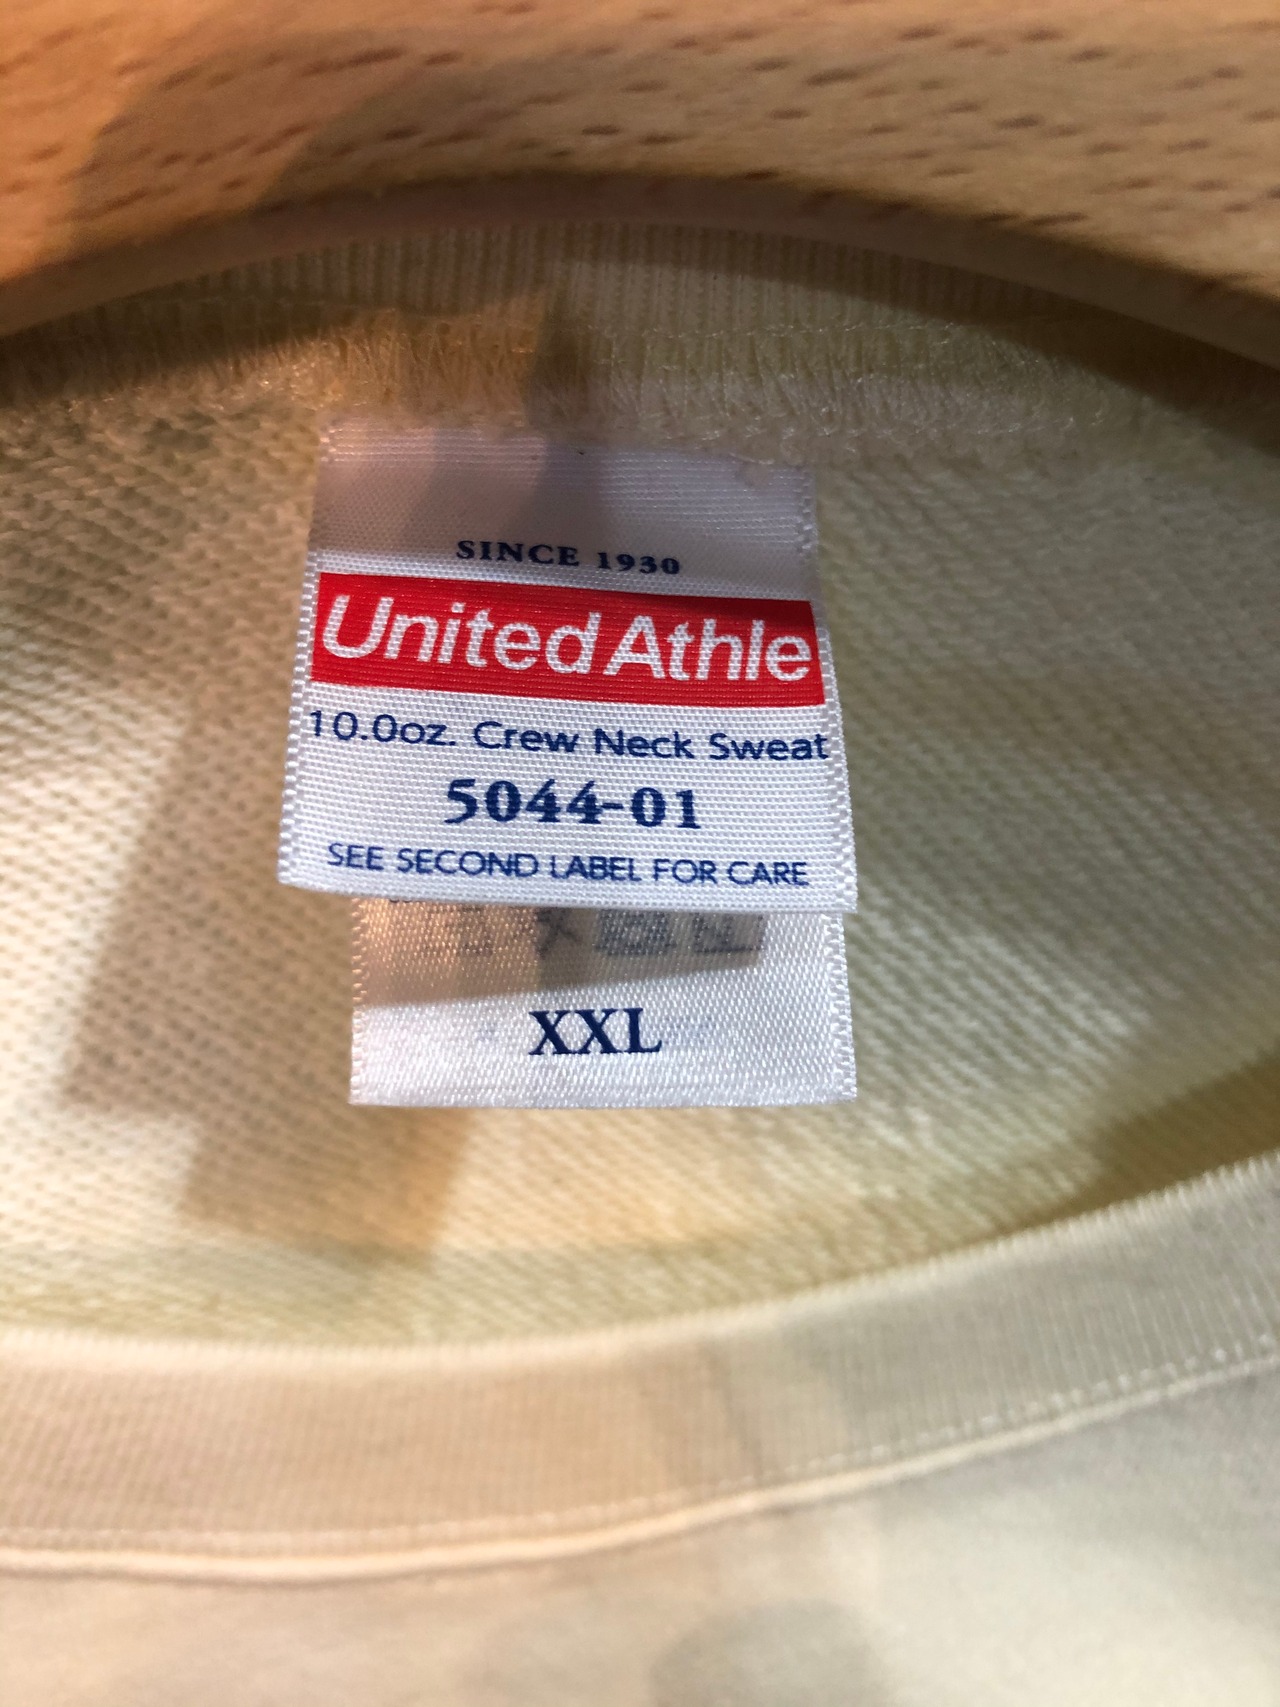 SINCE 1930
United Athle
10.0oz. Crew Neck Sweat
5044-01
SEE SECOND LABEL FOR CARE
XXL